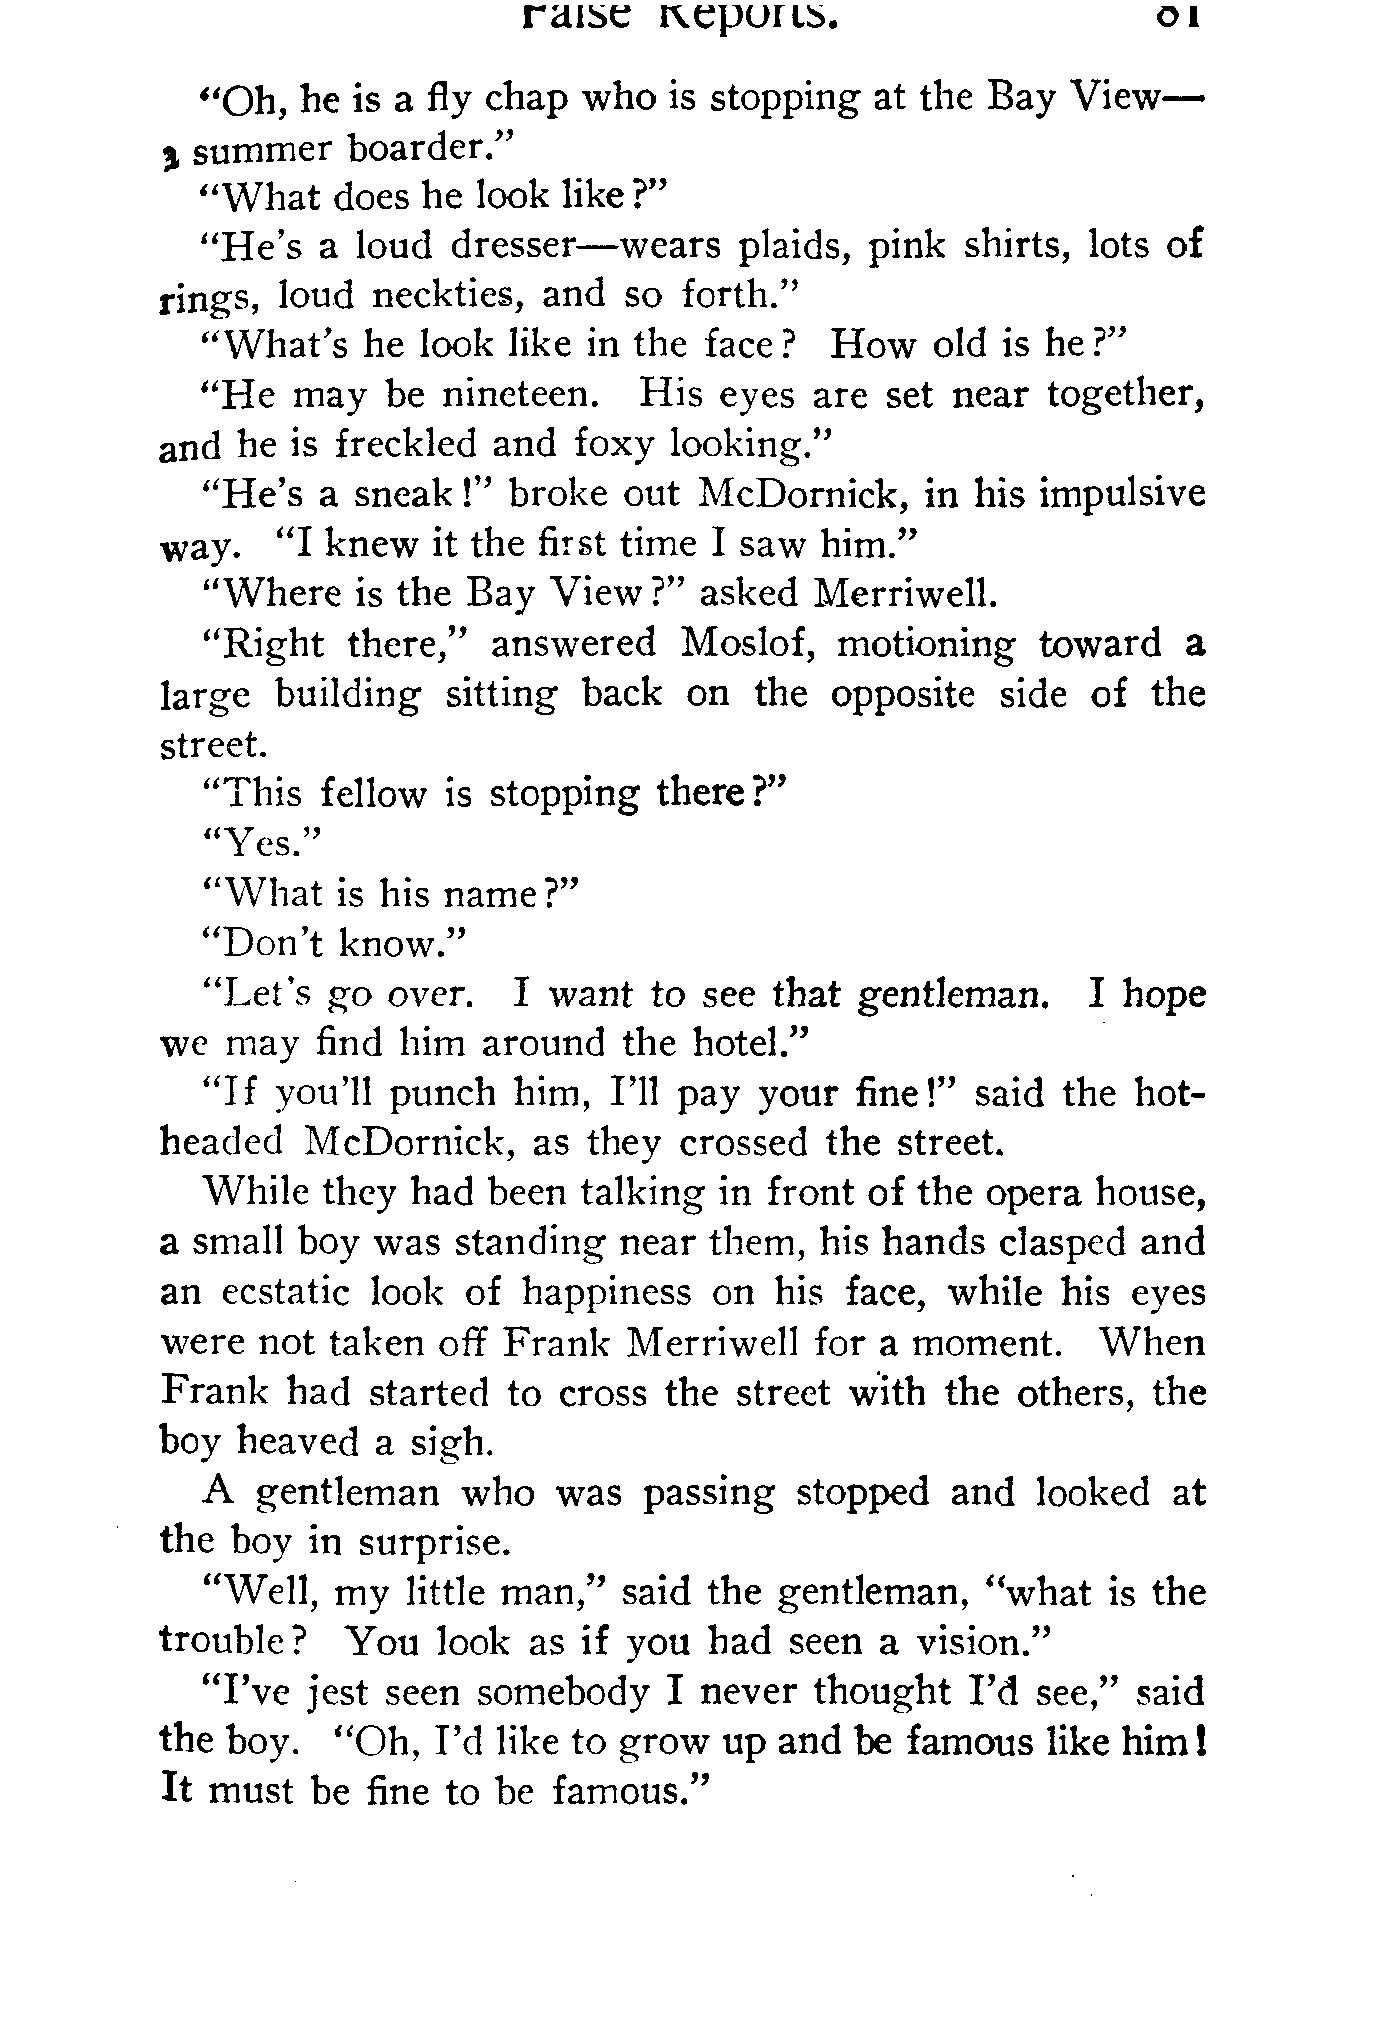 False Reports. 81
"Oh, he is a fly chap who is stopping at the Bay View—
a summer boarder."
"What does he look like?"
"He's a loud dresser—wears plaids, pink shirts, lots of
rings, loud neckties, and so forth."
"What's he look like in the face? How old is he?"
"He may be nineteen. His eyes are set near together,
and he is freckled and foxy looking."
"He's a sneak!" broke out McDornick, in his impulsive
way. "I knew it the first time I saw him."
"Where is the Bay View?" asked Merriwell.
"Right there," answered Moslof, motioning toward a
large building sitting back on the opposite side of the
street.
"This fellow is stopping there?"
"Yes."
"What is his name?"
"Don't know."
"Let's go over. I want to see that gentleman. I hope
we may find him around the hotel."
"If you'll punch him, I'll pay your fine!" said the hot-
headed McDornick, as they crossed the street.
While they had been talking in front of the opera house,
a small boy was standing near them, his hands clasped and
an ecstatic look of happiness on his face, while his eyes
were not taken off Frank Merriwell for a moment. When
Frank had started to cross the street with the others, the
boy heaved a sigh.
A gentleman who was passing stopped and looked at
the boy in surprise.
"Well, my little man," said the gentleman, "what is the
trouble? You look as if you had seen a vision."
"I've jest seen somebody I never thought I'd see," said
the boy. "Oh, I'd like to grow up and be famous like him!
It must be fine to be famous."